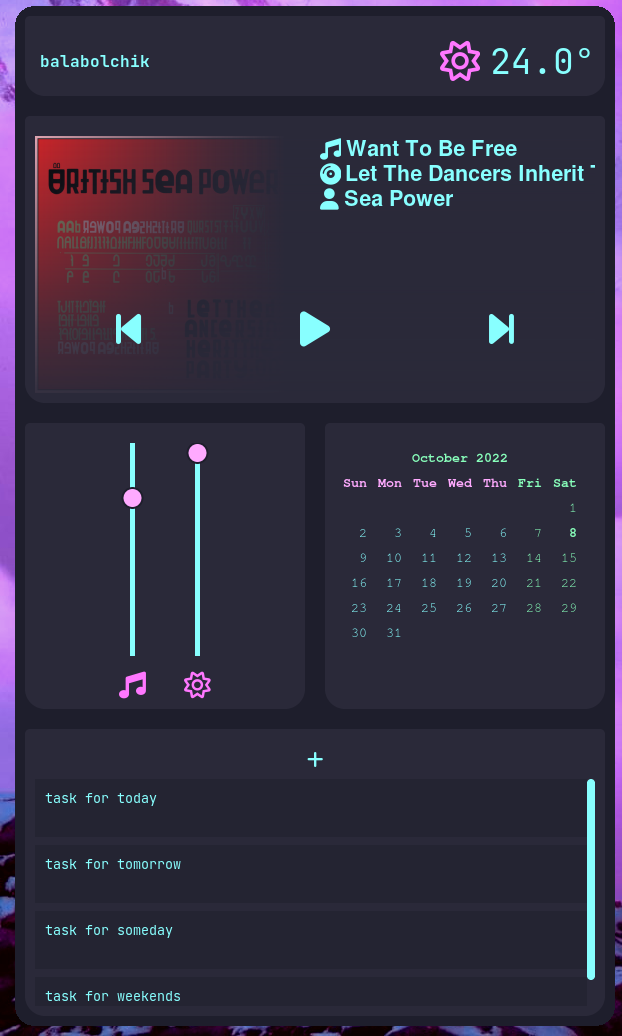 balabolchik
24.0°
BRITISH SEA POWER
Want To Be Free
Let The Dancers Inherit
Sea Power
October 2022
Sun Mon Tue Wed Thu Fri Sat
1
2 3 4 5 6 7 8
9 10 11 12 13 14 15
16 17 18 19 20 21 22
23 24 25 26 27 28 29
30 31
+
task for today
task for tomorrow
task for someday
task for weekends